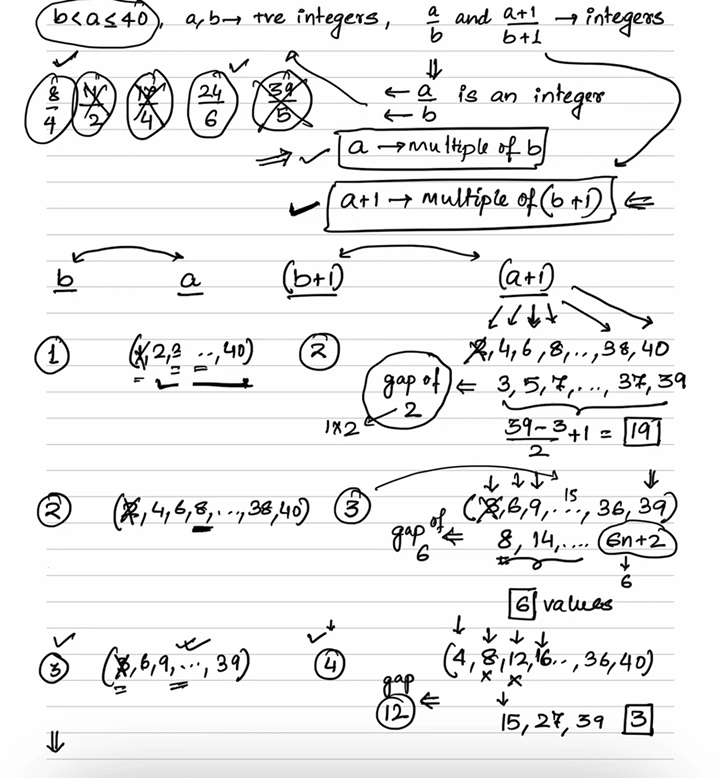 b < a ≤ 40, a, b → +ve integers, a/b and a+1/b+1 → integers
8/4 11/2 24/6 39/5 ← a/b is an integer
⇒ ✓ a → multiple of b
✓ a+1 → multiple of (b+1) ⇐
b a (b+1) (a+1)
① (1, 2, 3 .., 40) ② 2, 4, 6, 8, .., 38, 40
gap of 2 ⇐ 3, 5, 7, ..., 37, 39
1×2 39-3/2 + 1 = 19
② (2, 4, 6, 8, .., 38, 40) ③ (3, 6, 9, ..., 15 36, 39)
gap of 6 ⇐ 8, 14, .... 6n+2
6
6 values
③ (3, 6, 9, ..., 39) ④ (4, 8, 12, 16.., 36, 40)
gap 12 ⇐ 15, 27, 39 3